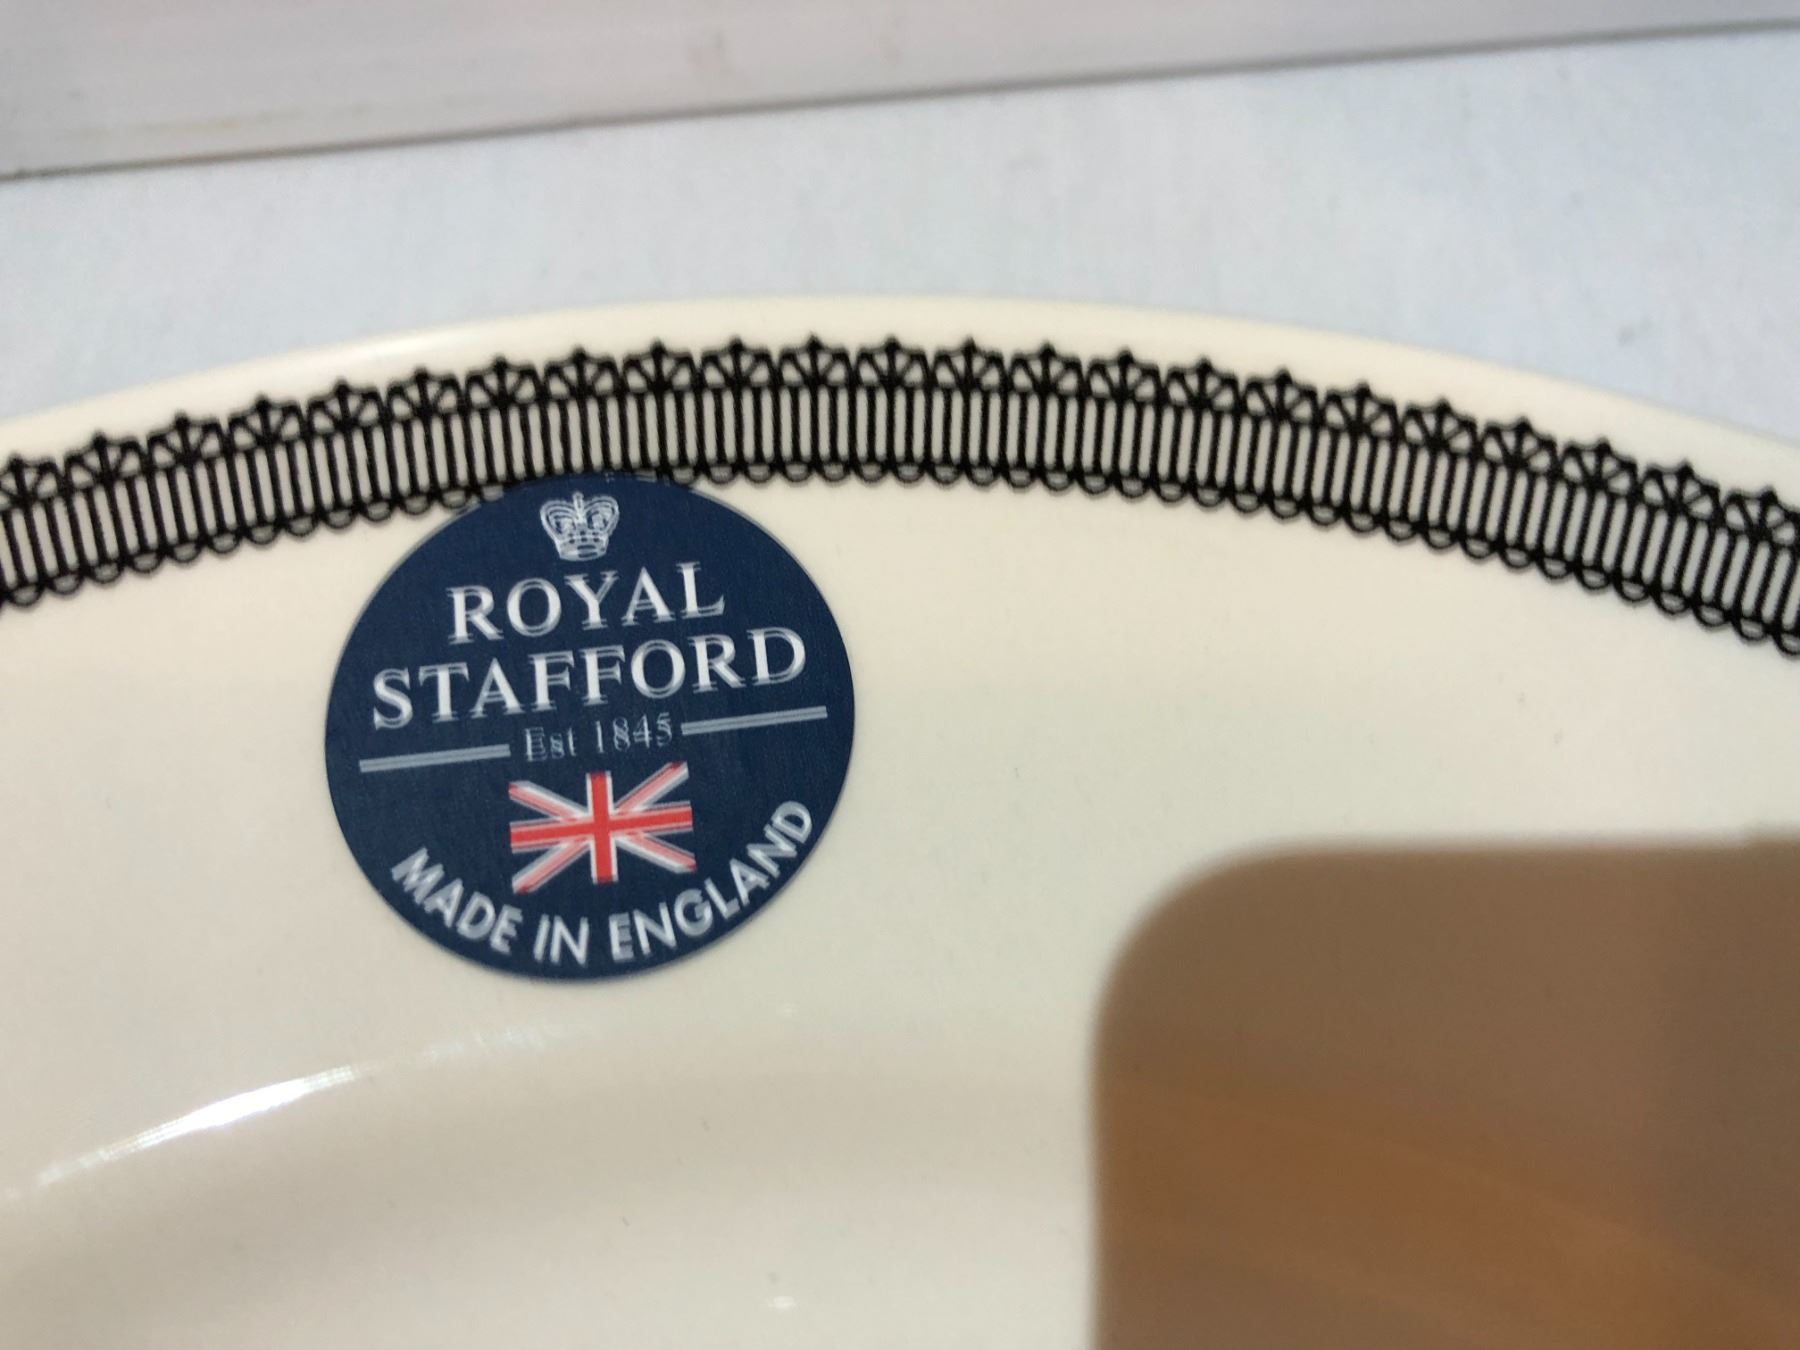 ROYAL
STAFFORD
Est 1845
MADE IN ENGLAND